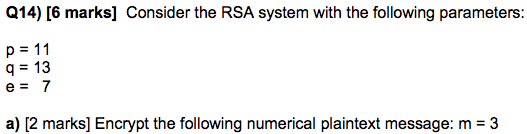 Q14) [6 marks] Consider the RSA system with the following parameters:
p = 11
q = 13
e = 7
a) [2 marks] Encrypt the following numerical plaintext message: m = 3